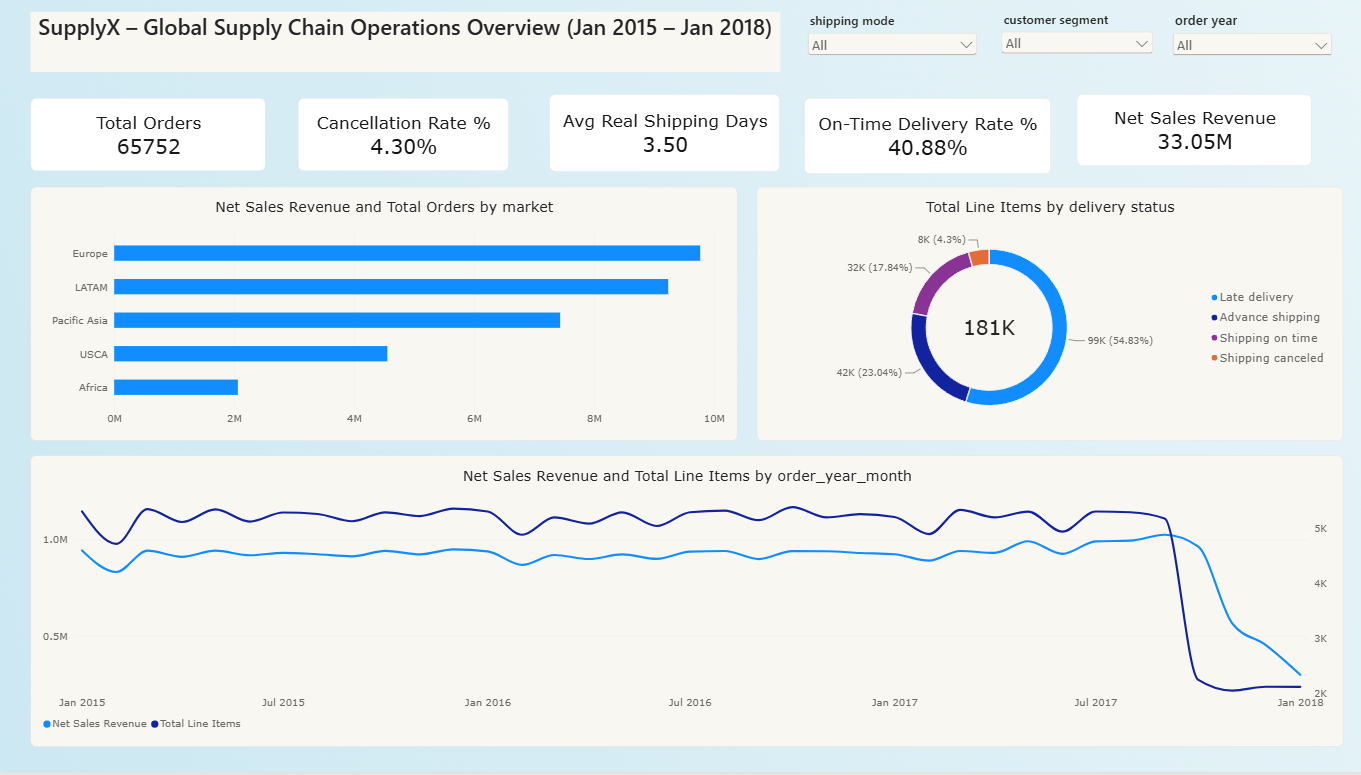 SupplyX – Global Supply Chain Operations Overview (Jan 2015 – Jan 2018)
shipping mode
All
customer segment
All
order year
All
Total Orders
65752
Cancellation Rate %
4.30%
Avg Real Shipping Days
3.50
On-Time Delivery Rate %
40.88%
Net Sales Revenue
33.05M
Net Sales Revenue and Total Orders by market
Europe
LATAM
Pacific Asia
USCA
Africa
0M 2M 4M 6M 8M 10M
Total Line Items by delivery status
8K (4.3%)
32K (17.84%)
42K (23.04%)
99K (54.83%)
181K
Late delivery
Advance shipping
Shipping on time
Shipping canceled
Net Sales Revenue and Total Line Items by order_year_month
1.0M
0.5M
5K
4K
3K
2K
Jan 2015 Jul 2015 Jan 2016 Jul 2016 Jan 2017 Jul 2017 Jan 2018
Net Sales Revenue Total Line Items